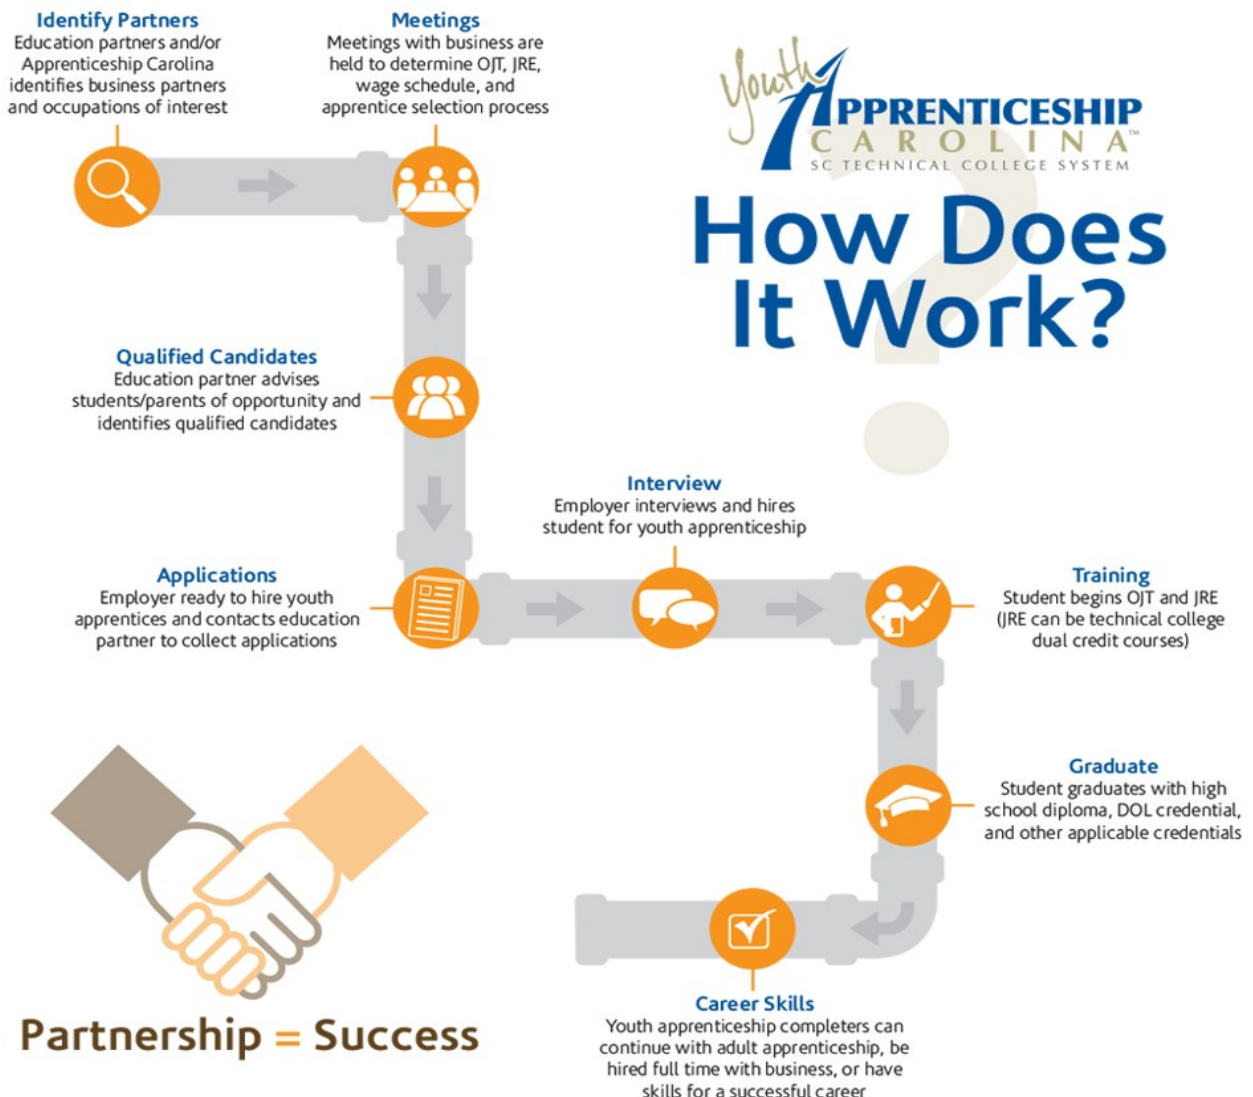 Identify Partners
Education partners and/or
Apprenticeship Carolina
identifies business partners
and occupations of interest
Meetings
Meetings with business are
held to determine OJT, JRE,
wage schedule, and
apprentice selection process
Youth
APPRENTICESHIP
CAROLINA™
SC TECHNICAL COLLEGE SYSTEM
How Does
It Work?
Qualified Candidates
Education partner advises
students/parents of opportunity and
identifies qualified candidates
Applications
Employer ready to hire youth
apprentices and contacts education
partner to collect applications
Interview
Employer interviews and hires
student for youth apprenticeship
Training
Student begins OJT and JRE
(JRE can be technical college
dual credit courses)
Graduate
Student graduates with high
school diploma, DOL credential,
and other applicable credentials
Career Skills
Youth apprenticeship completers can
continue with adult apprenticeship, be
hired full time with business, or have
skills for a successful career
Partnership = Success